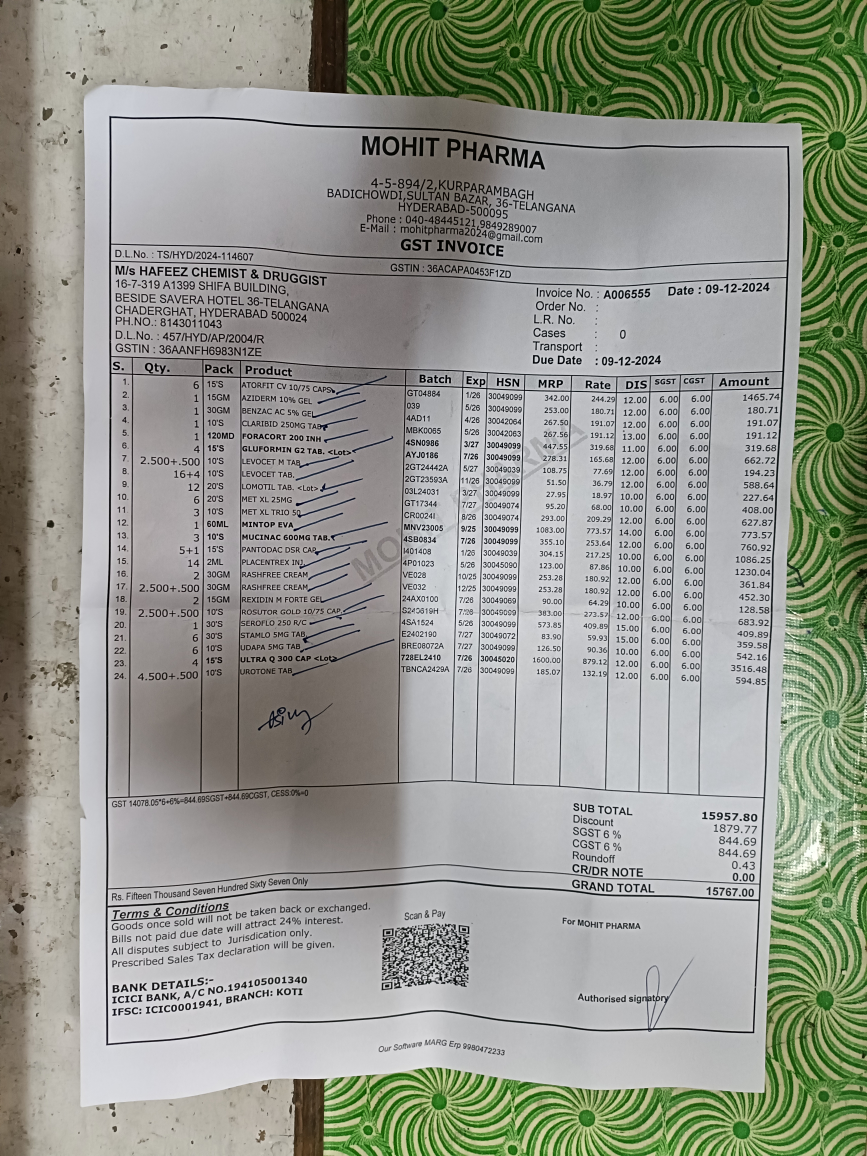 MOHIT PHARMA
4-5-894/2,KURPARAMBAGH
BADICHOWDI,SULTAN BAZAR, 36-TELANGANA
HYDERABAD-500095
Phone : 040-48445121,9849289007
E-Mail : mohitpharma2024@gmail.com
GST INVOICE
D.L.No. : TS/HYD/2024-114607
GSTIN : 36ACAPA0453F1ZD
M/s HAFEEZ CHEMIST & DRUGGIST
16-7-319 A1399 SHIFA BUILDING,
BESIDE SAVERA HOTEL 36-TELANGANA
CHADERGHAT, HYDERABAD 500024
PH.NO.: 8143011043
D.L.No. : 457/HYD/AP/2004/R
GSTIN : 36AANFH6983N1ZE
Invoice No. : A006555 Date : 09-12-2024
Order No. :
L.R. No. :
Cases : 0
Transport :
Due Date : 09-12-2024
S. Qty. Pack Product Batch Exp HSN MRP Rate DIS SGST CGST Amount
1. 6 15'S ATORFIT CV 10/75 CAPS GT04884 1/26 30049099 342.00 244.29 12.00 6.00 6.00 1465.74
2. 1 15GM AZIDERM 10% GEL 039 5/26 30049099 253.00 180.71 12.00 6.00 6.00 180.71
3. 1 30GM BENZAC AC 5% GEL 4AD11 4/26 30042064 267.50 191.07 12.00 6.00 6.00 191.07
4. 1 10'S CLARIBID 250MG TAB MBK0065 5/26 30042063 267.56 191.12 13.00 6.00 6.00 191.12
5. 1 120MD FORACORT 200 INH 4SN0986 3/27 30049099 447.55 319.68 11.00 6.00 6.00 319.68
6. 4 15'S GLUFORMIN G2 TAB. <Lot> AYJ0186 7/26 30049099 278.31 165.68 12.00 6.00 6.00 662.72
7. 2.500+.500 10'S LEVOCET M TAB 2GT24442A 5/27 30049039 108.75 77.69 12.00 6.00 6.00 194.23
8. 16+4 10'S LEVOCET TAB. 2GT23593A 11/26 30049099 51.50 36.79 12.00 6.00 6.00 588.64
9. 12 20'S LOMOTIL TAB. <Lot> 03L24031 3/27 30049099 27.95 18.97 10.00 6.00 6.00 227.64
10. 6 20'S MET XL 25MG GT17344 7/27 30049074 95.20 68.00 10.00 6.00 6.00 408.00
11. 3 10'S MET XL TRIO 50 CR0024I 8/26 30049074 293.00 209.29 12.00 6.00 6.00 627.87
12. 1 60ML MINTOP EVA MNV23005 9/25 30049099 1083.00 773.57 14.00 6.00 6.00 773.57
13. 3 10'S MUCINAC 600MG TAB. 4SB0834 7/26 30049099 355.10 253.64 12.00 6.00 6.00 760.92
14. 5+1 15'S PANTODAC DSR CAP I401408 1/26 30049039 304.15 217.25 10.00 6.00 6.00 1086.25
15. 14 2ML PLACENTREX INJ. 4P01023 5/26 30045090 123.00 87.86 10.00 6.00 6.00 1230.04
16. 2 30GM RASHFREE CREAM VE028 10/25 30049099 253.28 180.92 10.00 6.00 6.00 361.84
17. 2.500+.500 30GM RASHFREE CREAM VE032 12/25 30049099 253.28 180.92 10.00 6.00 6.00 452.30
18. 2 15GM REXIDIN M FORTE GEL 24AX0100 7/26 30049069 90.00 64.29 10.00 6.00 6.00 128.58
19. 2.500+.500 10'S ROSUTOR GOLD 10/75 CAP S243619H 7/26 30049099 383.00 273.57 12.00 6.00 6.00 683.92
20. 1 30'S SEROFLO 250 R/C 4SA1524 5/26 30049099 573.85 409.89 15.00 6.00 6.00 409.89
21. 6 30'S STAMLO 5MG TAB E2402190 7/27 30049072 83.90 59.93 15.00 6.00 6.00 359.58
22. 6 10'S UDAPA 5MG TAB BRE08072A 7/27 30049099 126.50 90.36 10.00 6.00 6.00 542.16
23. 4 15'S ULTRA Q 300 CAP <Lot> 728EL2410 7/26 30045020 1600.00 879.12 12.00 6.00 6.00 3516.48
24. 4.500+.500 10'S UROTONE TAB TBNCA2429A 7/26 30049099 185.07 132.19 12.00 6.00 6.00 594.85
MOHIT PHARMA
GST 14078.05*6+6%=844.69SGST+844.69CGST, CESS:0%=0
SUB TOTAL 15957.80
Discount 1879.77
SGST 6 % 844.69
CGST 6 % 844.69
Roundoff 0.43
CR/DR NOTE 0.00
GRAND TOTAL 15767.00
Rs. Fifteen Thousand Seven Hundred Sixty Seven Only
Terms & Conditions
Goods once sold will not be taken back or exchanged.
Bills not paid due date will attract 24% interest.
All disputes subject to Jurisdication only.
Prescribed Sales Tax declaration will be given.
Scan & Pay
For MOHIT PHARMA
BANK DETAILS:-
ICICI BANK, A/C NO.194105001340
IFSC: ICIC0001941, BRANCH: KOTI
Authorised signatory
Our Software MARG Erp 9980472233